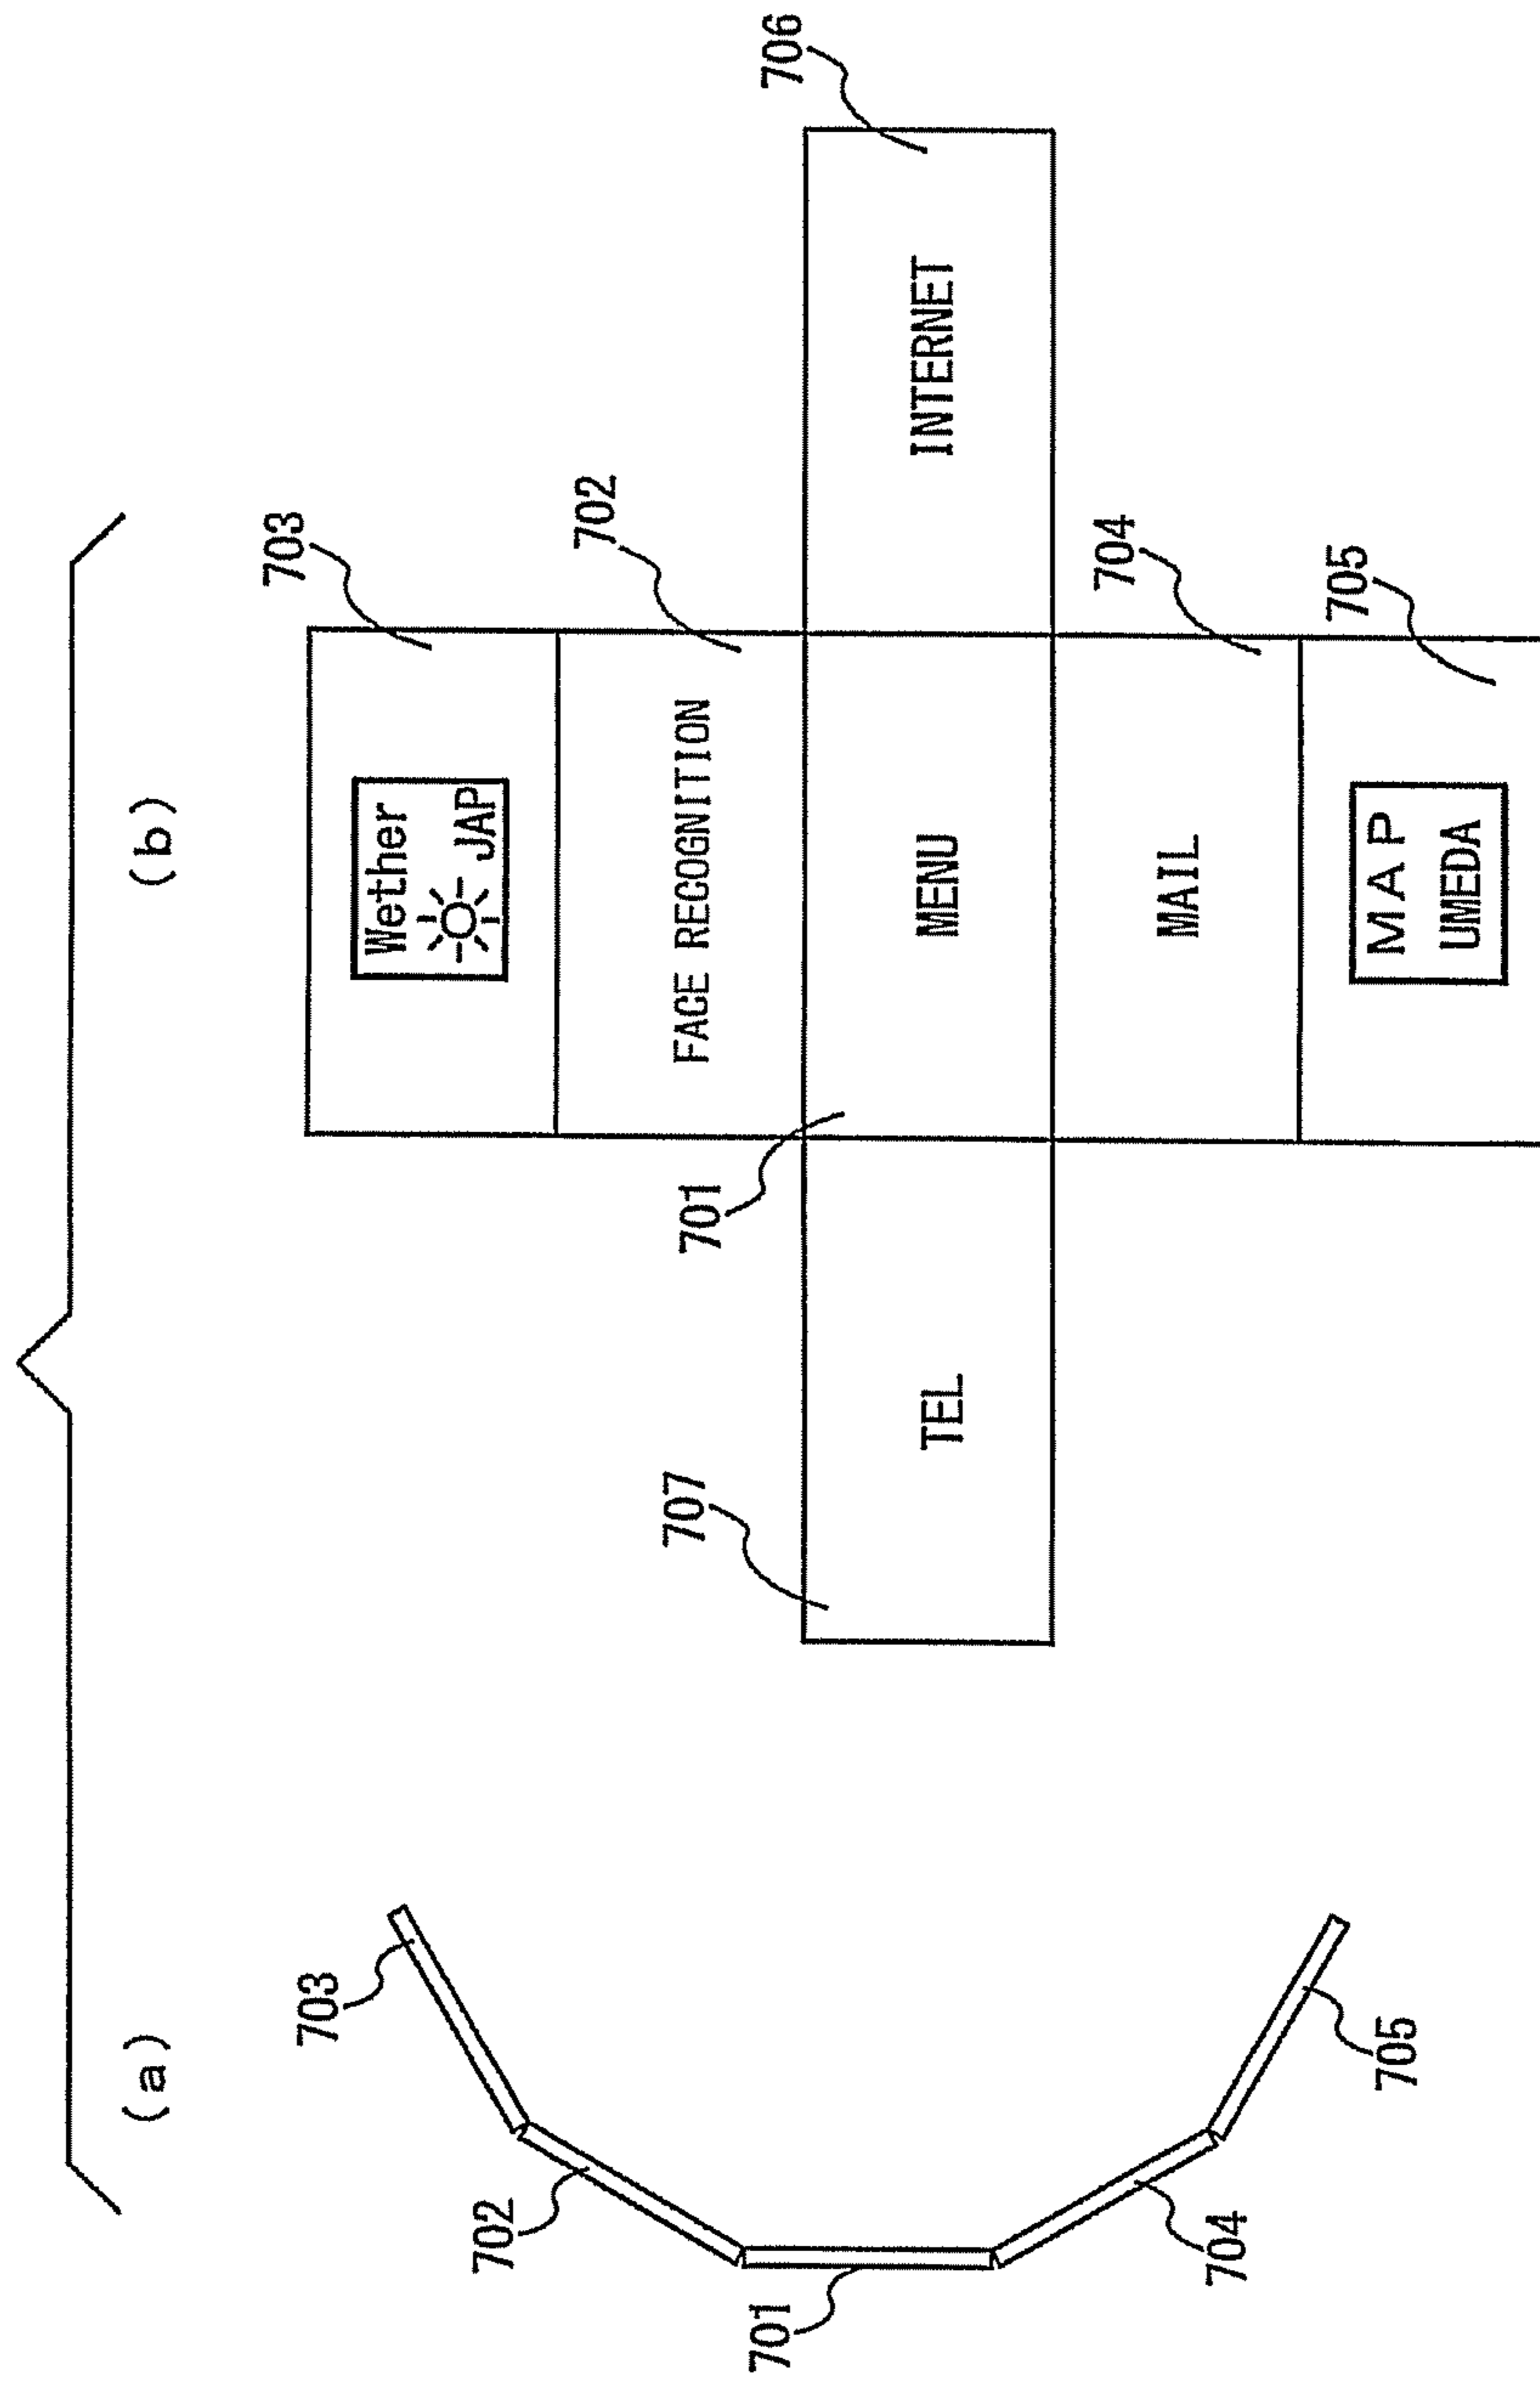 (a)
703
702
701
704
705
(b)
703
Wether
JAP
702
FACE RECOGNITION
701
MENU
706
INTERNET
707
TEL
704
MAIL
705
MAP
UMEDA